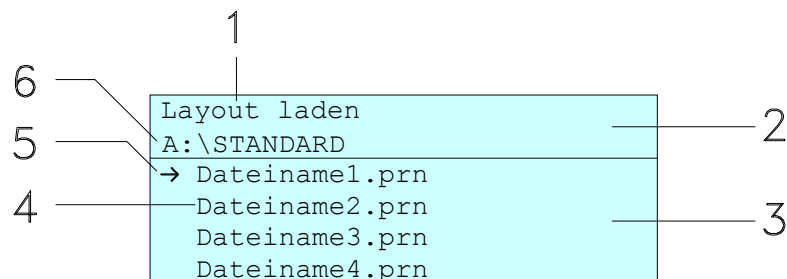 1
6
Layout laden
2
A:\STANDARD
5
→ Dateiname1.prn
4
Dateiname2.prn
3
Dateiname3.prn
Dateiname4.prn